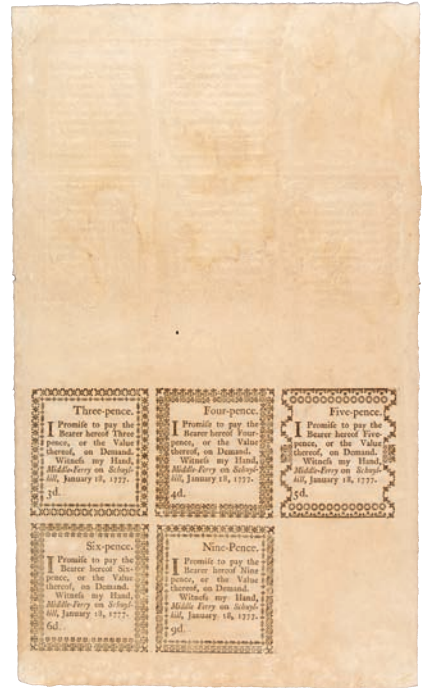 Three-pence.
I Promise to pay the
Bearer hereof Three
pence, or the Value
thereof, on Demand.
Witness my Hand,
Middle-Ferry on Schuyl-
kill, January 18, 1777.
3d.
Four-pence.
I Promise to pay the
Bearer hereof Four-
pence, or the Value
thereof, on Demand.
Witness my Hand,
Middle-Ferry on Schuyl-
kill, January 18, 1777.
4d.
Five-pence.
I Promise to pay the
Bearer hereof Five-
pence, or the Value
thereof, on Demand.
Witness my Hand,
Middle-Ferry on Schuyl-
kill, January 18, 1777.
5d.
Six-pence.
I Promise to pay the
Bearer hereof Six-
pence, or the Value
thereof, on Demand.
Witness my Hand,
Middle-Ferry on Schuyl-
kill, January 18, 1777.
6d.
Nine-Pence.
I Promise to pay the
Bearer hereof Nine
pence, or the Value
thereof, on Demand.
Witness my Hand,
Middle Ferry on Schuyl-
kill, January 18, 1777.
9d.